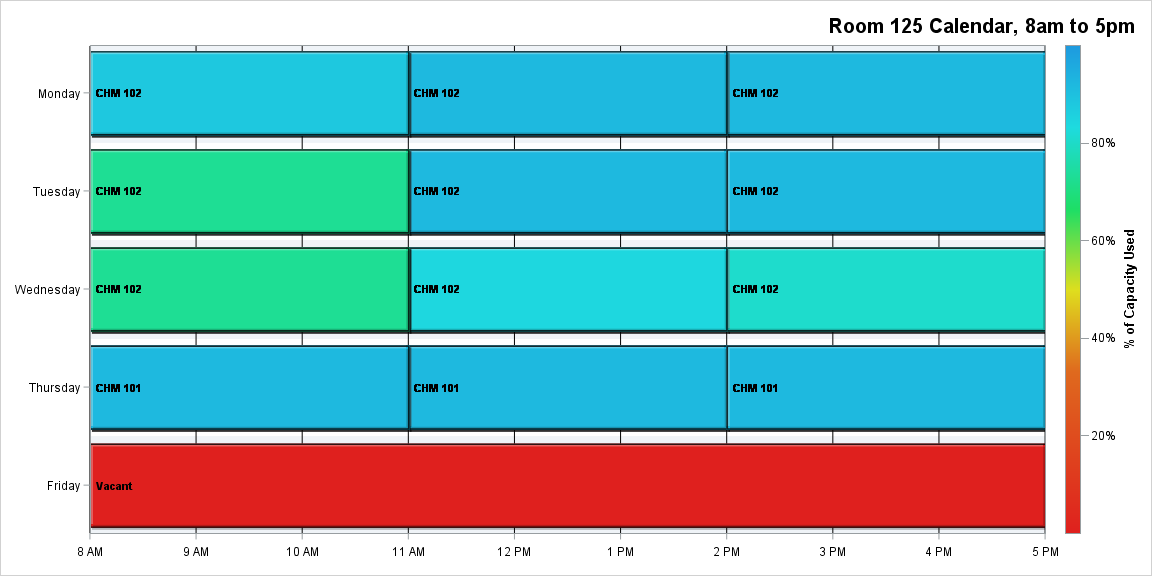 Room 125 Calendar, 8am to 5pm
Monday
CHM 102
CHM 102
CHM 102
Tuesday
CHM 102
CHM 102
CHM 102
Wednesday
CHM 102
CHM 102
CHM 102
Thursday
CHM 101
CHM 101
CHM 101
Friday
Vacant
8 AM
9 AM
10 AM
11 AM
12 PM
1 PM
2 PM
3 PM
4 PM
5 PM
80%
60%
40%
20%
% of Capacity Used